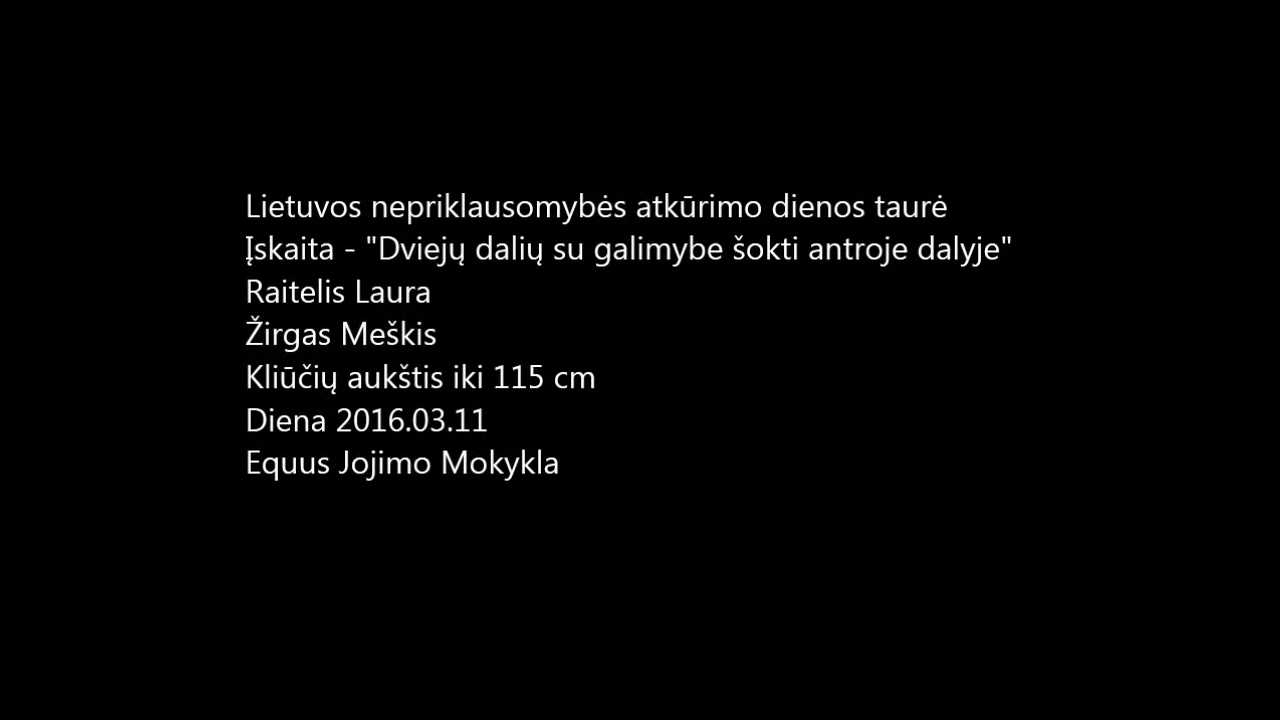 Lietuvos nepriklausomybės atkūrimo dienos taurė
Įskaita - "Dviejų dalių su galimybe šokti antroje dalyje"
Raitelis Laura
Žirgas Meškis
Kliūčių aukštis iki 115 cm
Diena 2016.03.11
Equus Jojimo Mokykla